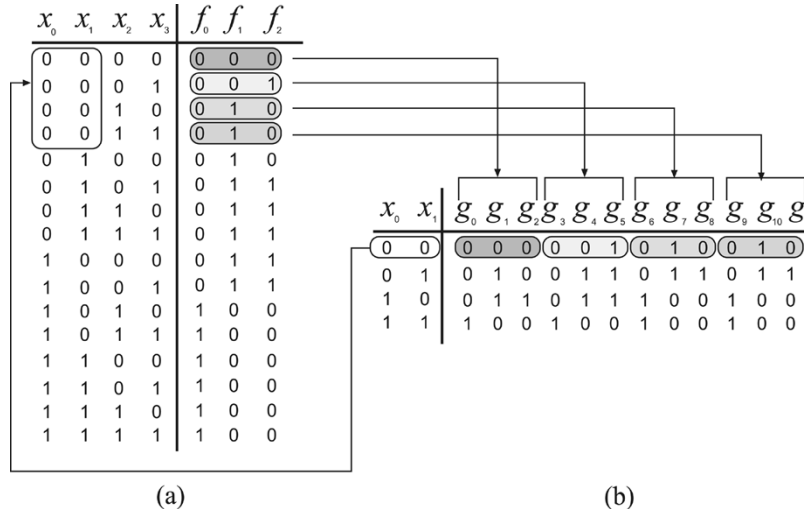 x₀ x₁ x₂ x₃ f₀ f₁ f₂
0 0 0 0 0 0 0
0 0 0 1 0 0 1
0 0 1 0 0 1 0
0 0 1 1 0 1 0
0 1 0 0 0 1 0
0 1 0 1 0 1 1
0 1 1 0 0 1 1
0 1 1 1 0 1 1
1 0 0 0 0 1 1
1 0 0 1 0 1 1
1 0 1 0 1 0 0
1 0 1 1 1 0 0
1 1 0 0 1 0 0
1 1 0 1 1 0 0
1 1 1 0 1 0 0
1 1 1 1 1 0 0
(a)
x₀ x₁ g₀ g₁ g₂ g₃ g₄ g₅ g₆ g₇ g₈ g₉ g₁₀ g
0 0 0 0 0 0 0 1 0 1 0 0 1 0
0 1 0 1 0 0 1 1 0 1 1 0 1 1
1 0 0 1 1 0 1 1 1 0 0 1 0 0
1 1 1 0 0 1 0 0 1 0 0 1 0 0
(b)